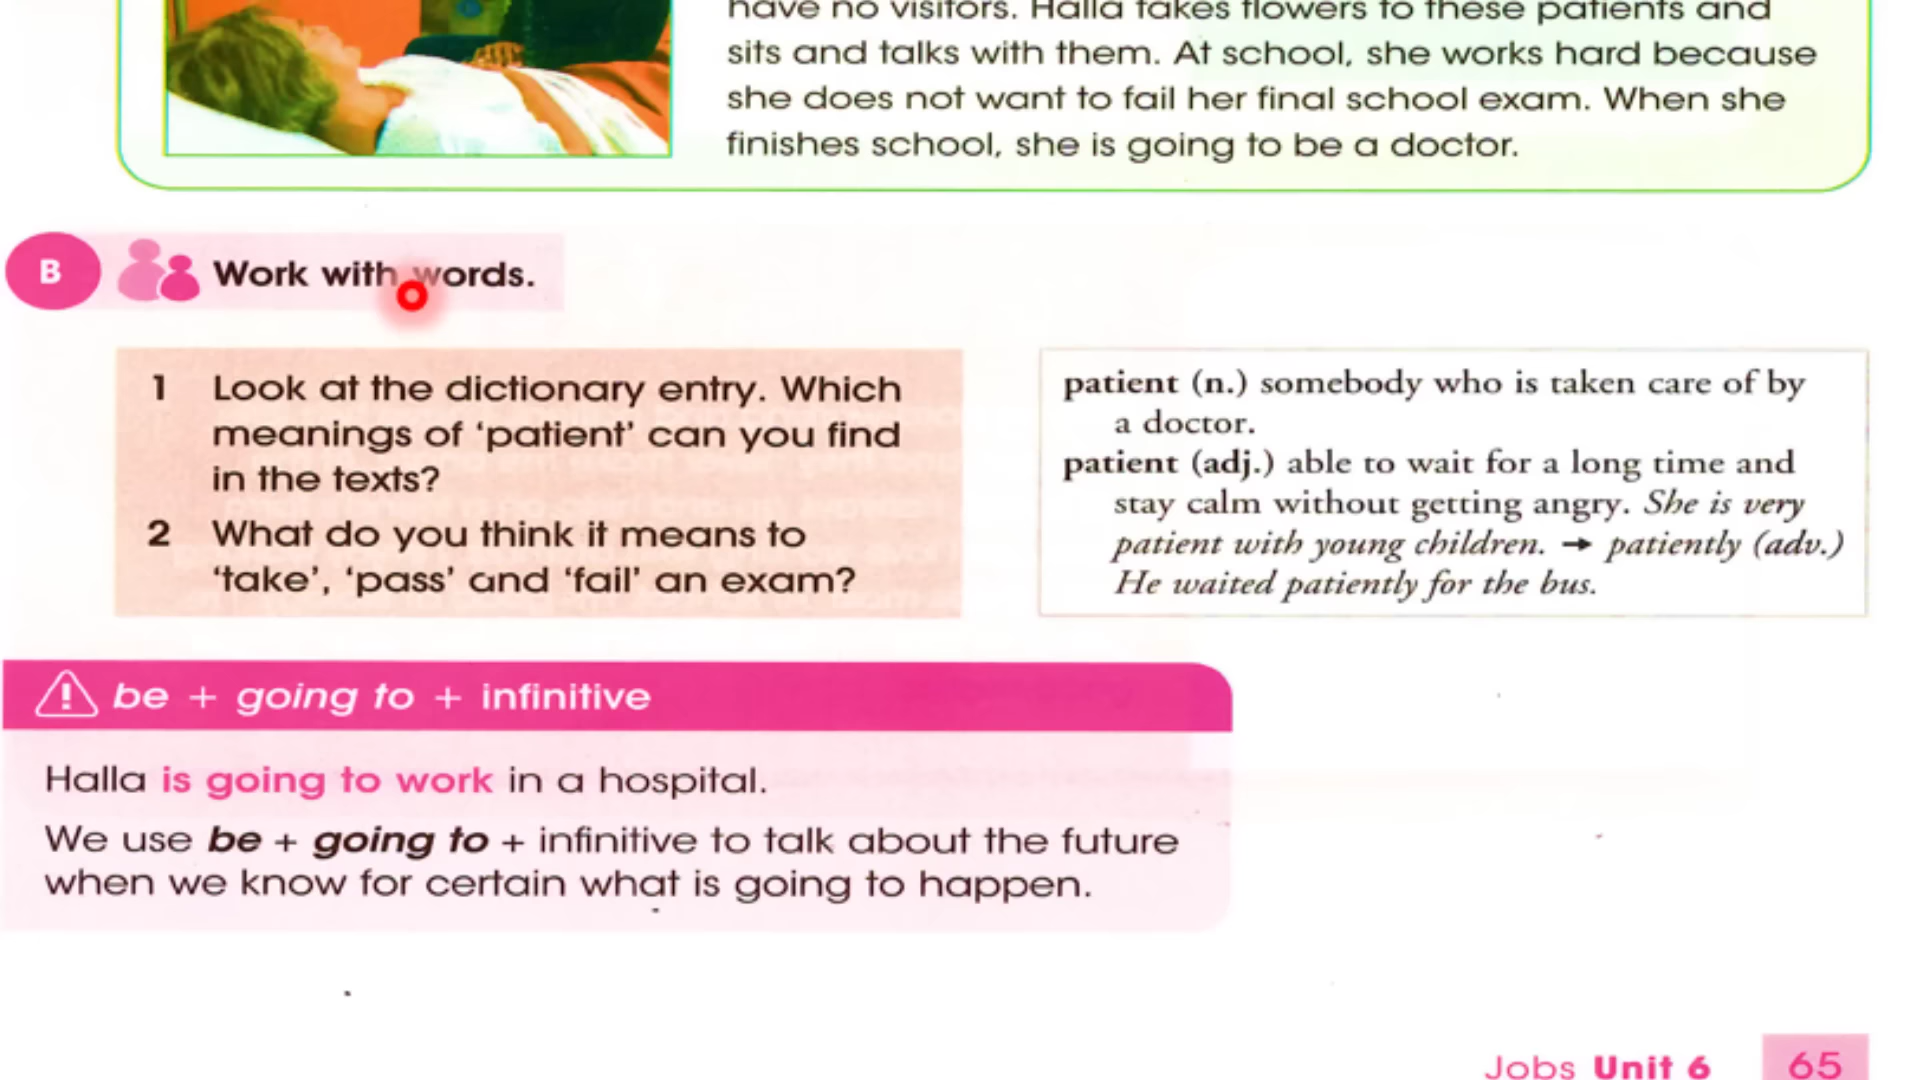 have no visitors. Halla takes flowers to these patients and
sits and talks with them. At school, she works hard because
she does not want to fail her final school exam. When she
finishes school, she is going to be a doctor.
B Work with words.
1 Look at the dictionary entry. Which
meanings of ‘patient’ can you find
in the texts?
2 What do you think it means to
‘take’, ‘pass’ and ‘fail’ an exam?
patient (n.) somebody who is taken care of by
a doctor.
patient (adj.) able to wait for a long time and
stay calm without getting angry. She is very
patient with young children. → patiently (adv.)
He waited patiently for the bus.
! be + going to + infinitive
Halla is going to work in a hospital.
We use be + going to + infinitive to talk about the future
when we know for certain what is going to happen.
Jobs Unit 6 65